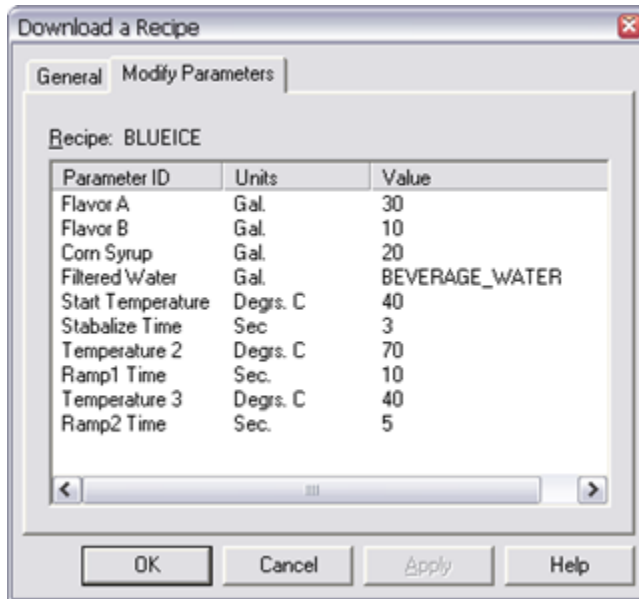 Download a Recipe
General Modify Parameters
Recipe: BLUEICE
Parameter ID Units Value
Flavor A Gal. 30
Flavor B Gal. 10
Corn Syrup Gal. 20
Filtered Water Gal. BEVERAGE_WATER
Start Temperature Degrs. C 40
Stabalize Time Sec 3
Temperature 2 Degrs. C 70
Ramp1 Time Sec. 10
Temperature 3 Degrs. C 40
Ramp2 Time Sec. 5
OK Cancel Apply Help